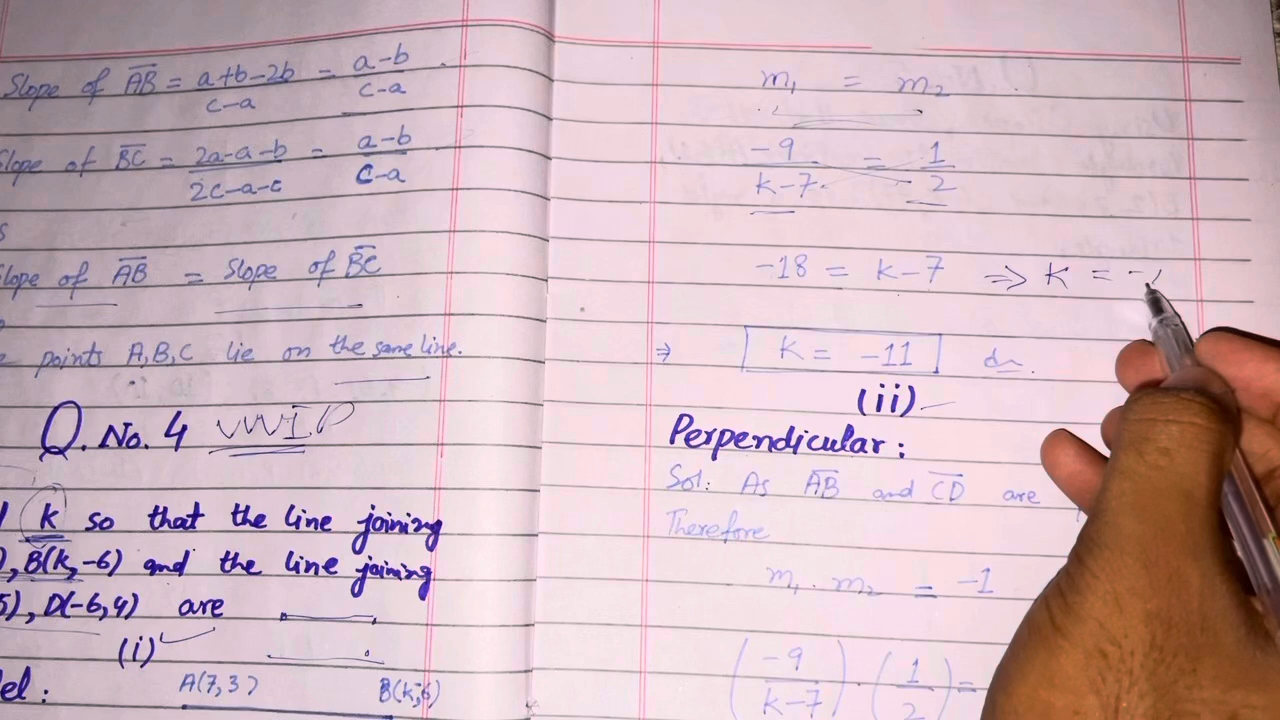 Slope of AB = a+b-2b / c-a = a-b / c-a
Slope of BC = 2a-a-b / 2c-a-c = a-b / c-a
Slope of AB = Slope of BC
points A,B,C lie on the same line.
Q. No. 4 VVVIP
k so that the line joining
, B(k, -6) and the line joining
5), D(-6,4) are
(i)
el:
A(7,3) B(k,-6)
m₁ = m₂
-9 / k-7 = 1 / 2
-18 = k-7 ⇒ k = -
⇒ k = -11
(ii)
Perpendicular:
Sol: As AB and CD are
Therefore
m₁. m₂ = -1
(-9 / k-7) . (1 / 2) =